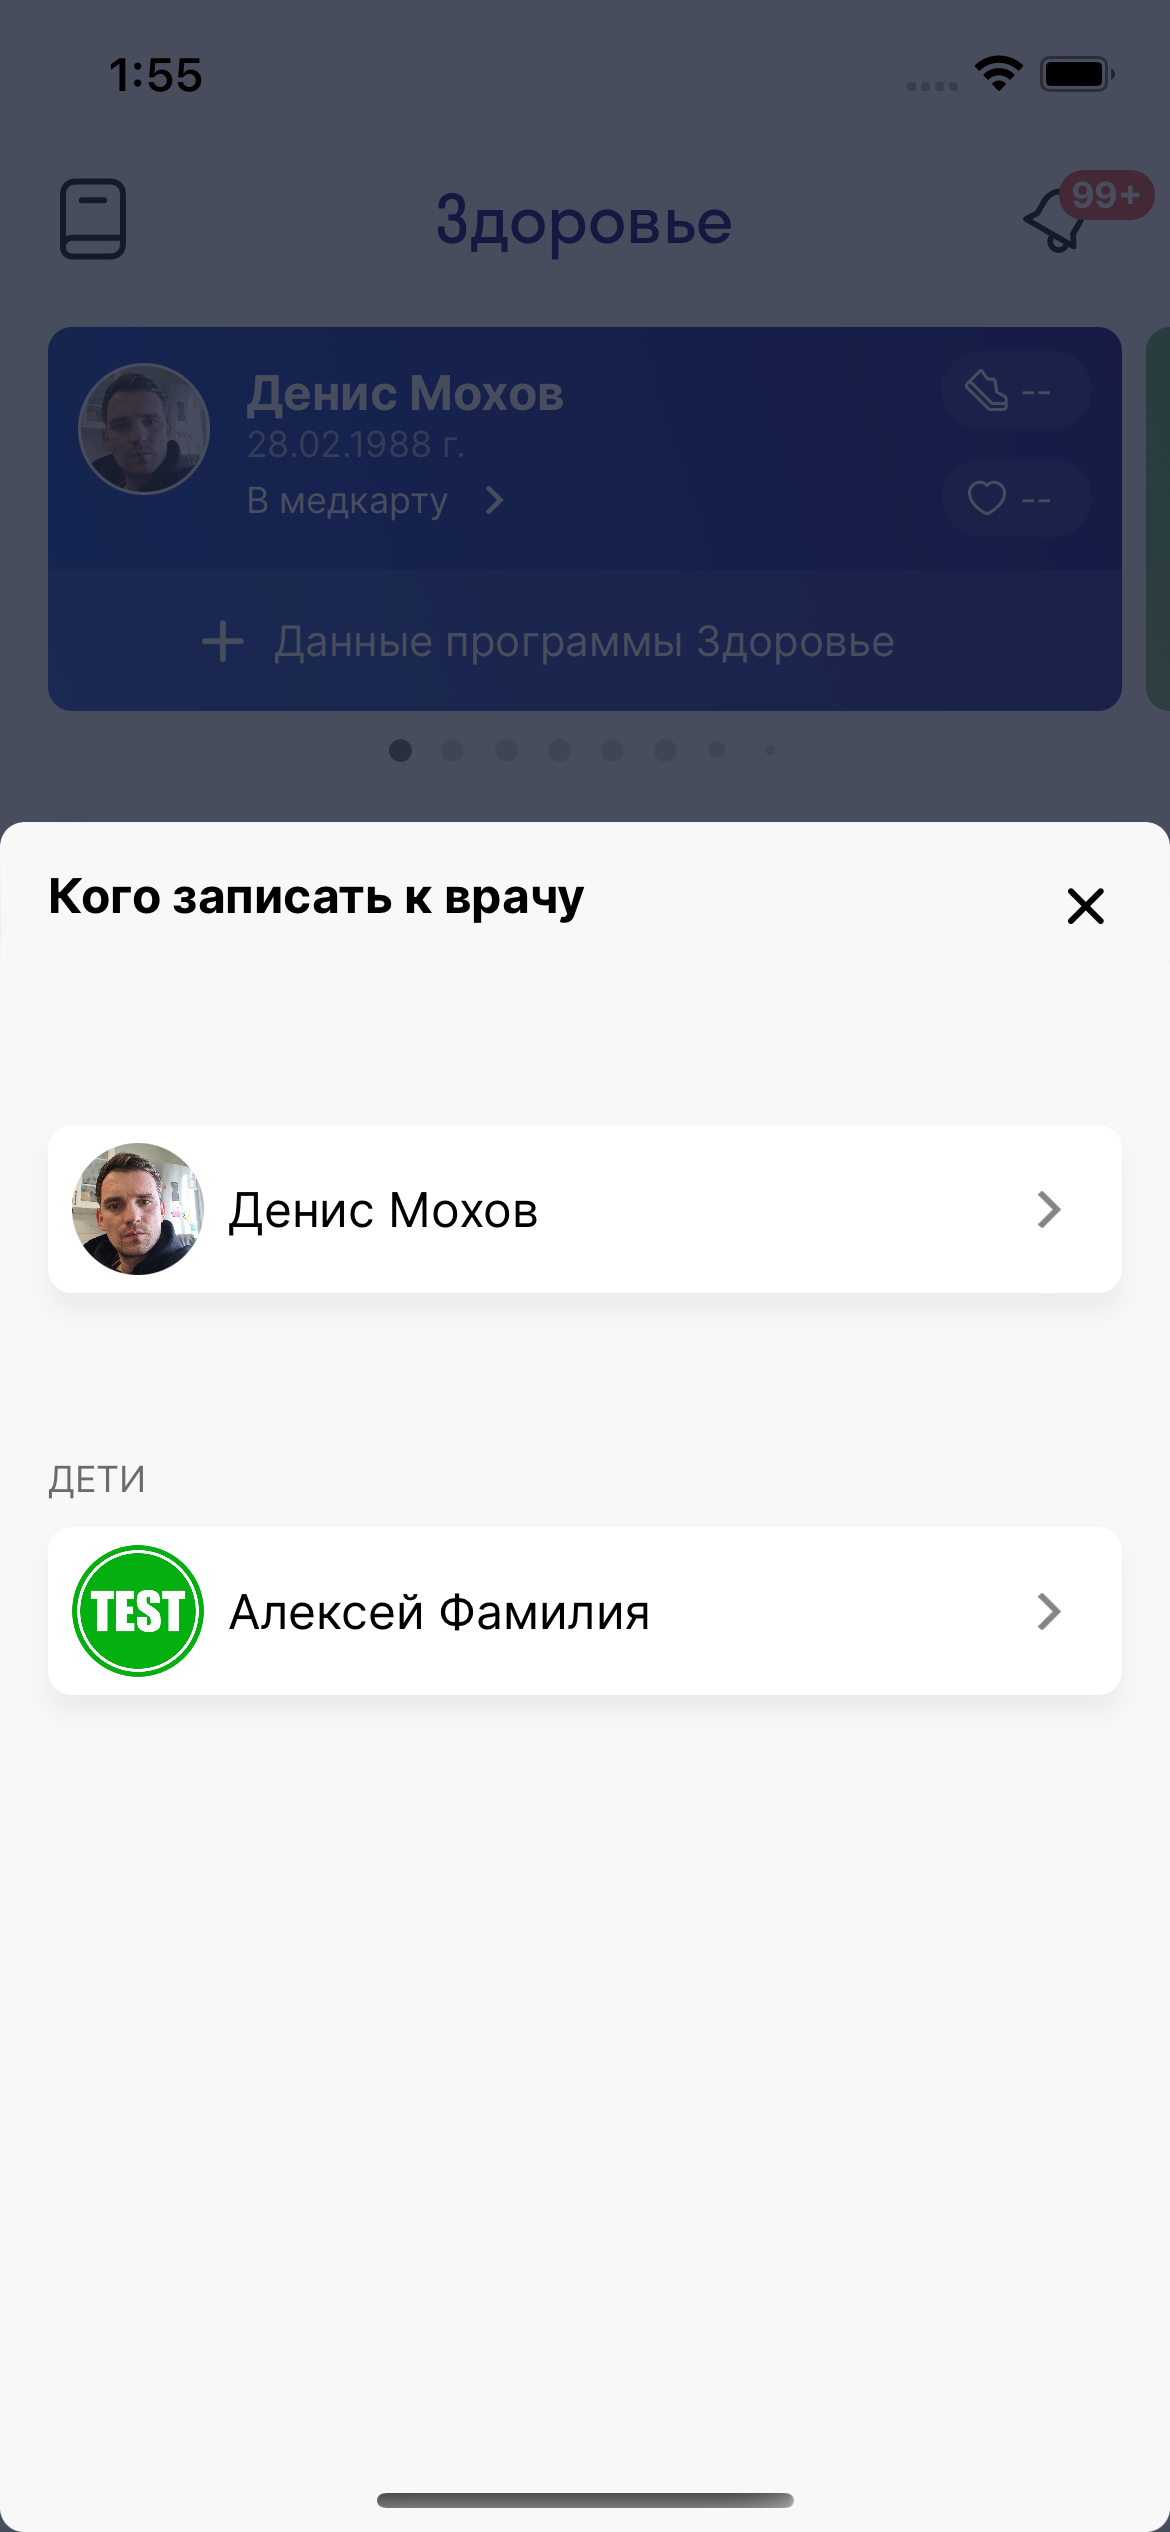 1:55
Здоровье
99+
Денис Мохов
28.02.1988 г.
В медкарту
--
--
Данные программы Здоровье
Кого записать к врачу
Денис Мохов
ДЕТИ
TEST
Алексей Фамилия